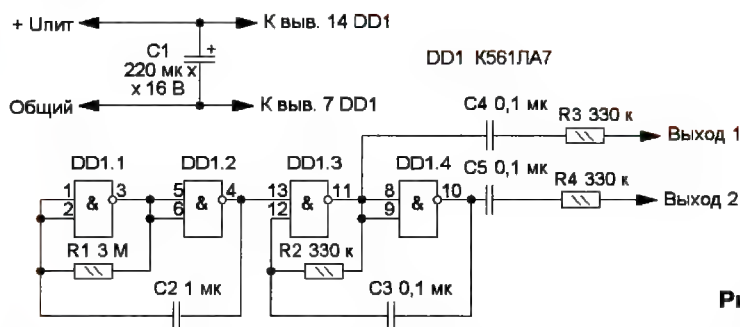 + Uпит
К выв. 14 DD1
C1
220 мк х
х 16 В
DD1 К561ЛА7
Общий
К выв. 7 DD1
C4 0,1 мк
R3 330 к
Выход 1
DD1.1
DD1.2
DD1.3
DD1.4
C5 0,1 мк
R4 330 к
Выход 2
1
2
&
3
5
6
&
4
13
12
&
11
8
9
&
10
R1 3 М
R2 330 к
C2 1 мк
C3 0,1 мк